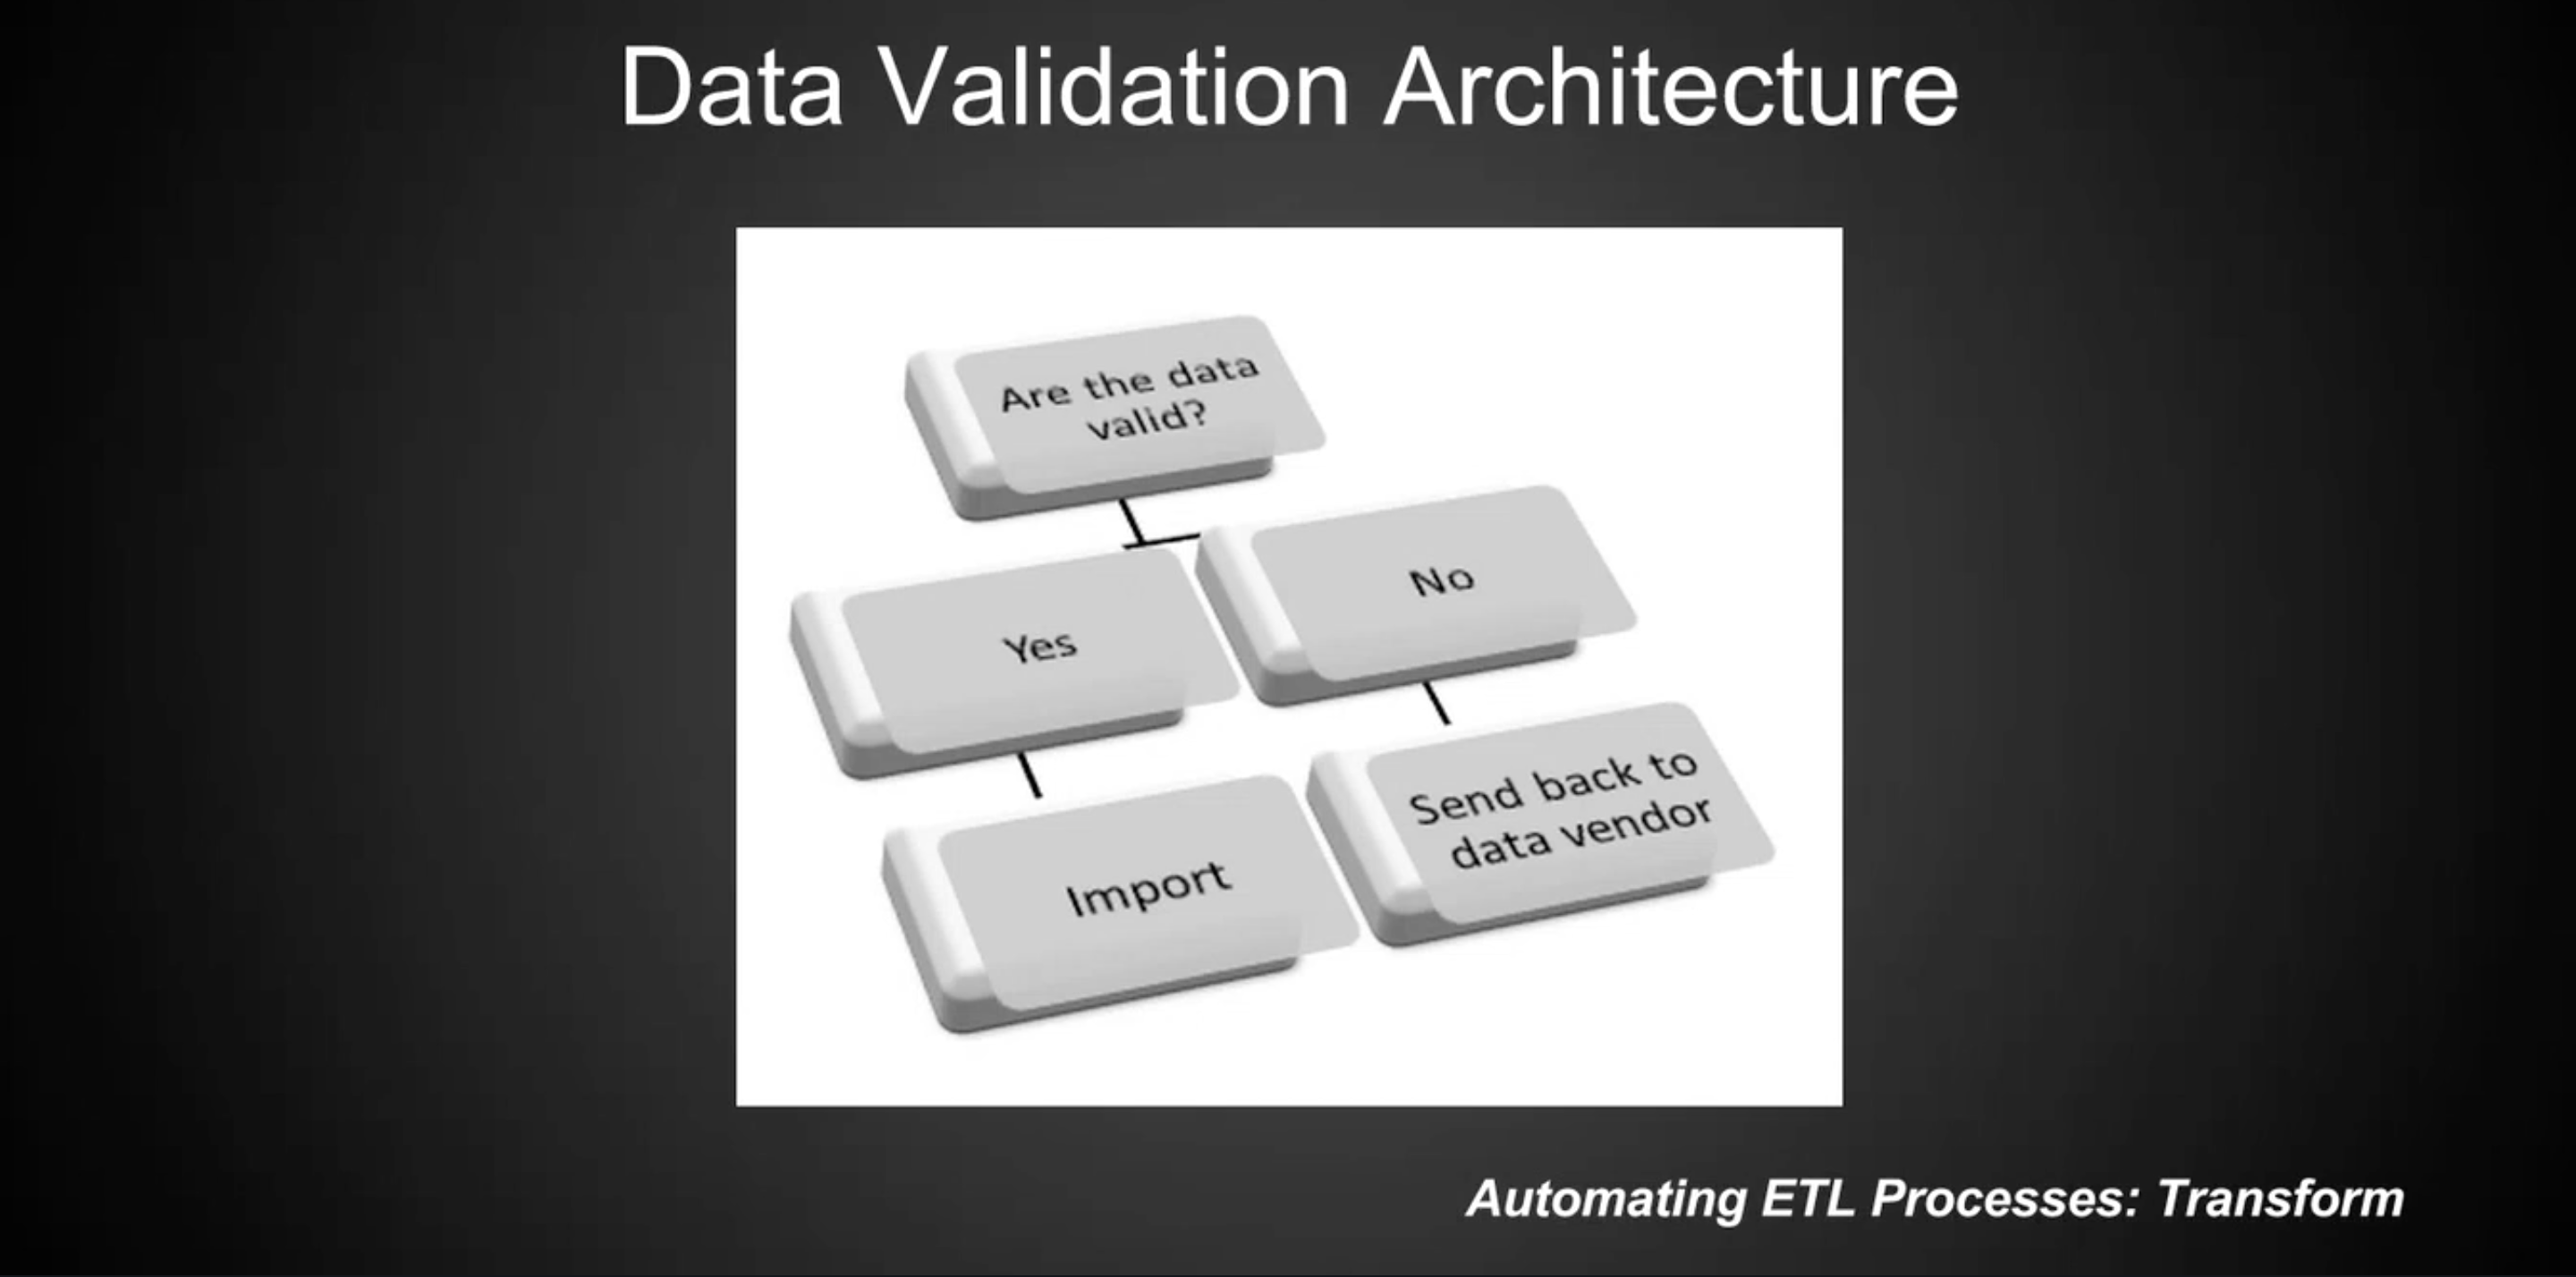 Data Validation Architecture
Are the data
valid?
Yes
No
Import
Send back to
data vendor
Automating ETL Processes: Transform